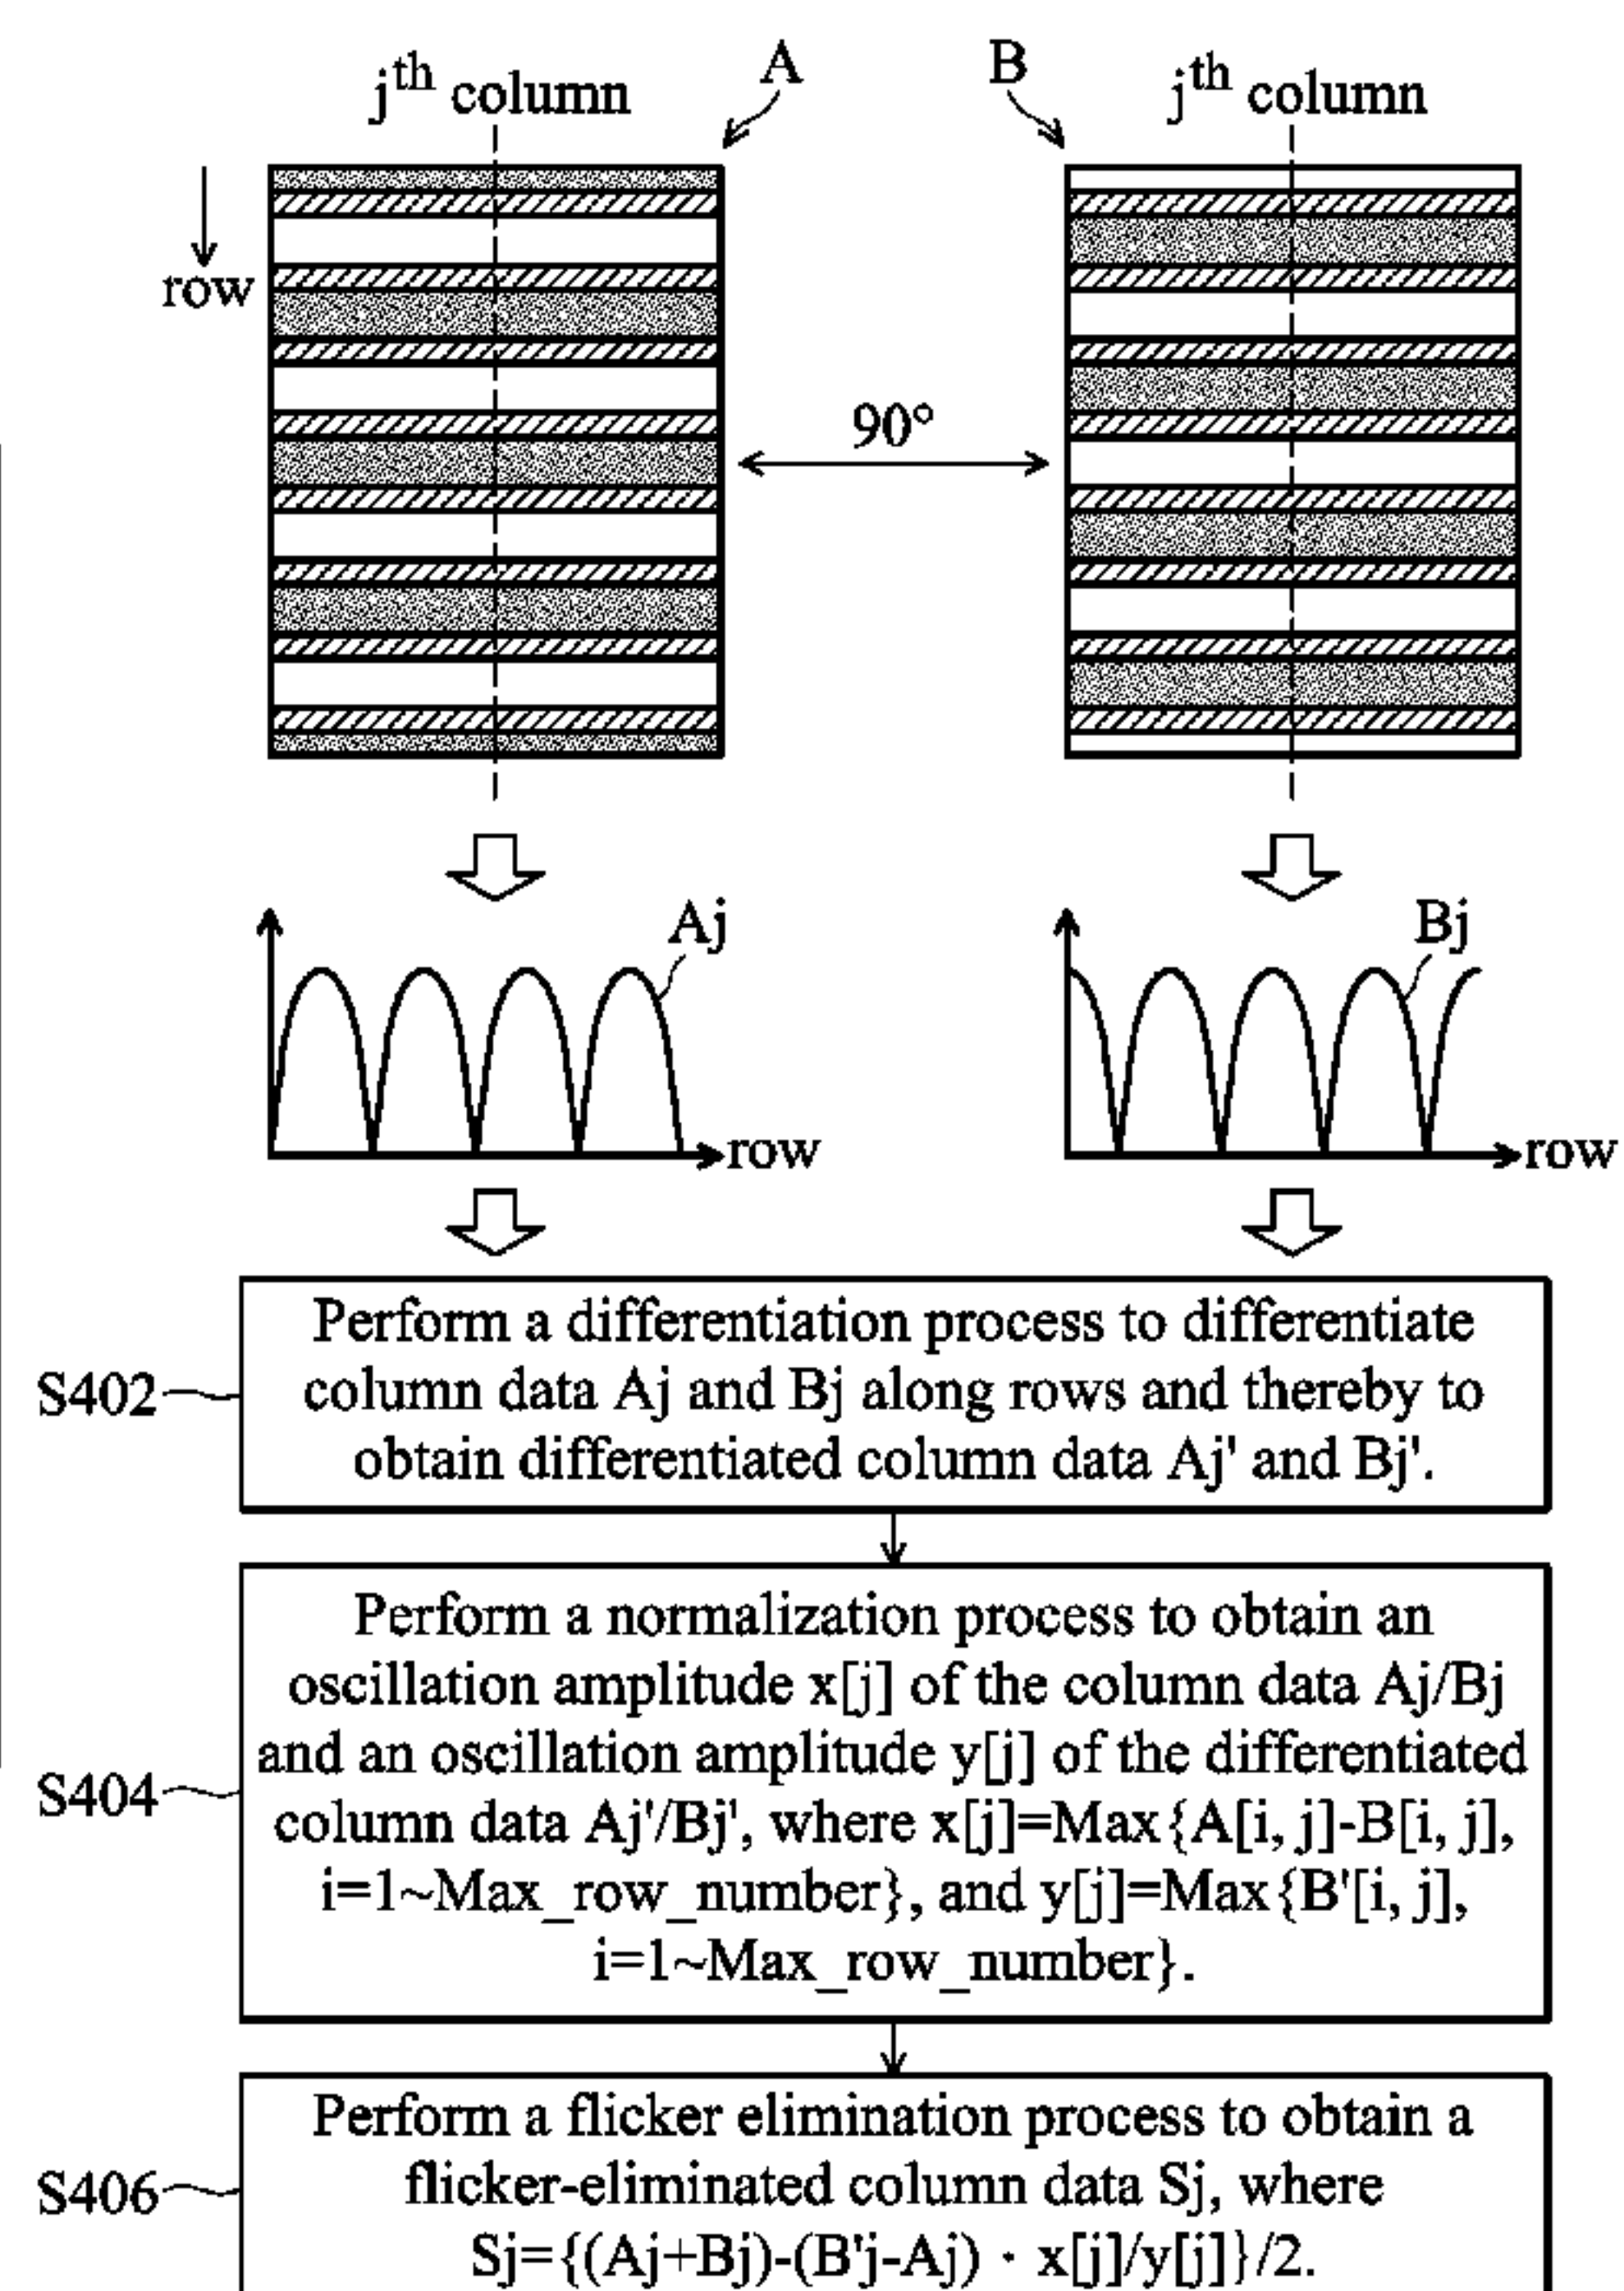 A
B
jth column
jth column
row
90°
Aj
Bj
row
row
Perform a differentiation process to differentiate
S402
column data Aj and Bj along rows and thereby to
obtain differentiated column data Aj' and Bj'.
Perform a normalization process to obtain an
oscillation amplitude x[j] of the column data Aj/Bj
and an oscillation amplitude y[j] of the differentiated
S404
column data Aj'/Bj', where x[j]=Max{A[i, j]-B[i, j],
i=1~Max_row_number}, and y[j]=Max{B'[i, j],
i=1~Max_row_number}.
Perform a flicker elimination process to obtain a
S406
flicker-eliminated column data Sj, where
Sj={(Aj+Bj)-(B'j-Aj) · x[j]/y[j]}/2.